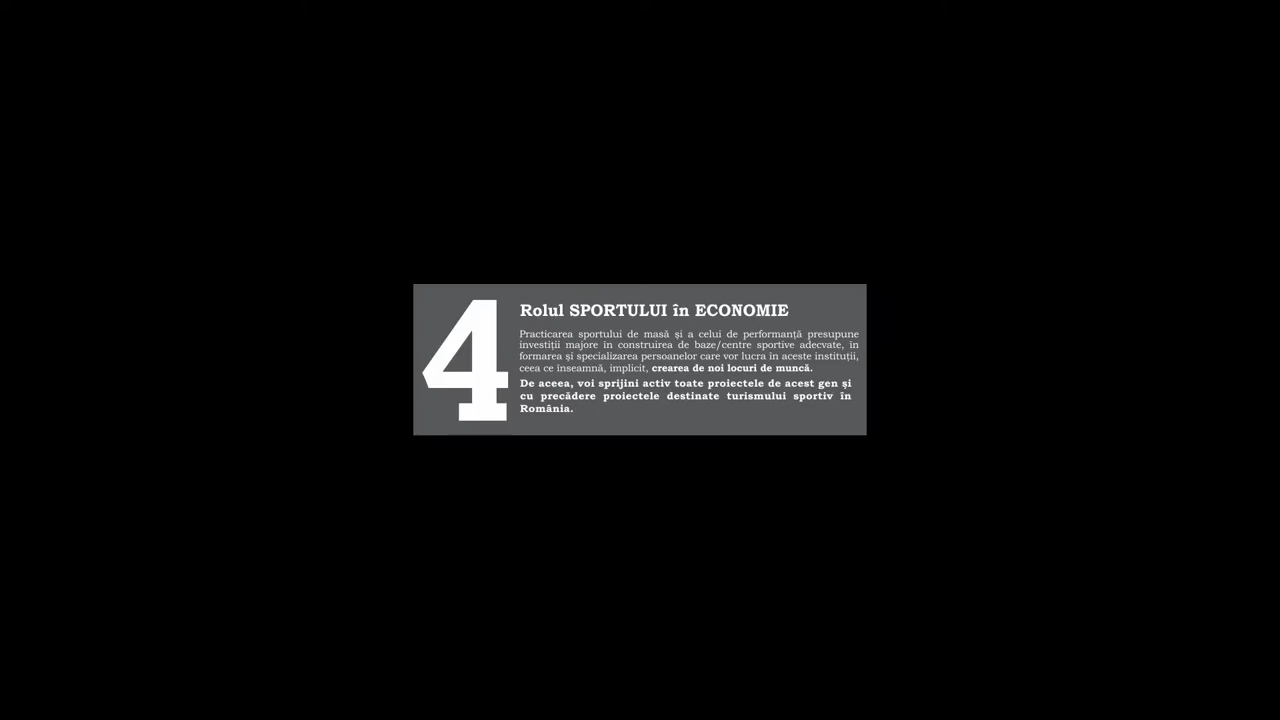 4
Rolul SPORTULUI în ECONOMIE
Practicarea sportului de masă și a celui de performanță presupune
investiții majore în construirea de baze/centre sportive adecvate, în
formarea și specializarea persoanelor care vor lucra în aceste instituții,
ceea ce înseamnă, implicit, crearea de noi locuri de muncă.
De aceea, voi sprijini activ toate proiectele de acest gen și
cu precădere proiectele destinate turismului sportiv în
România.